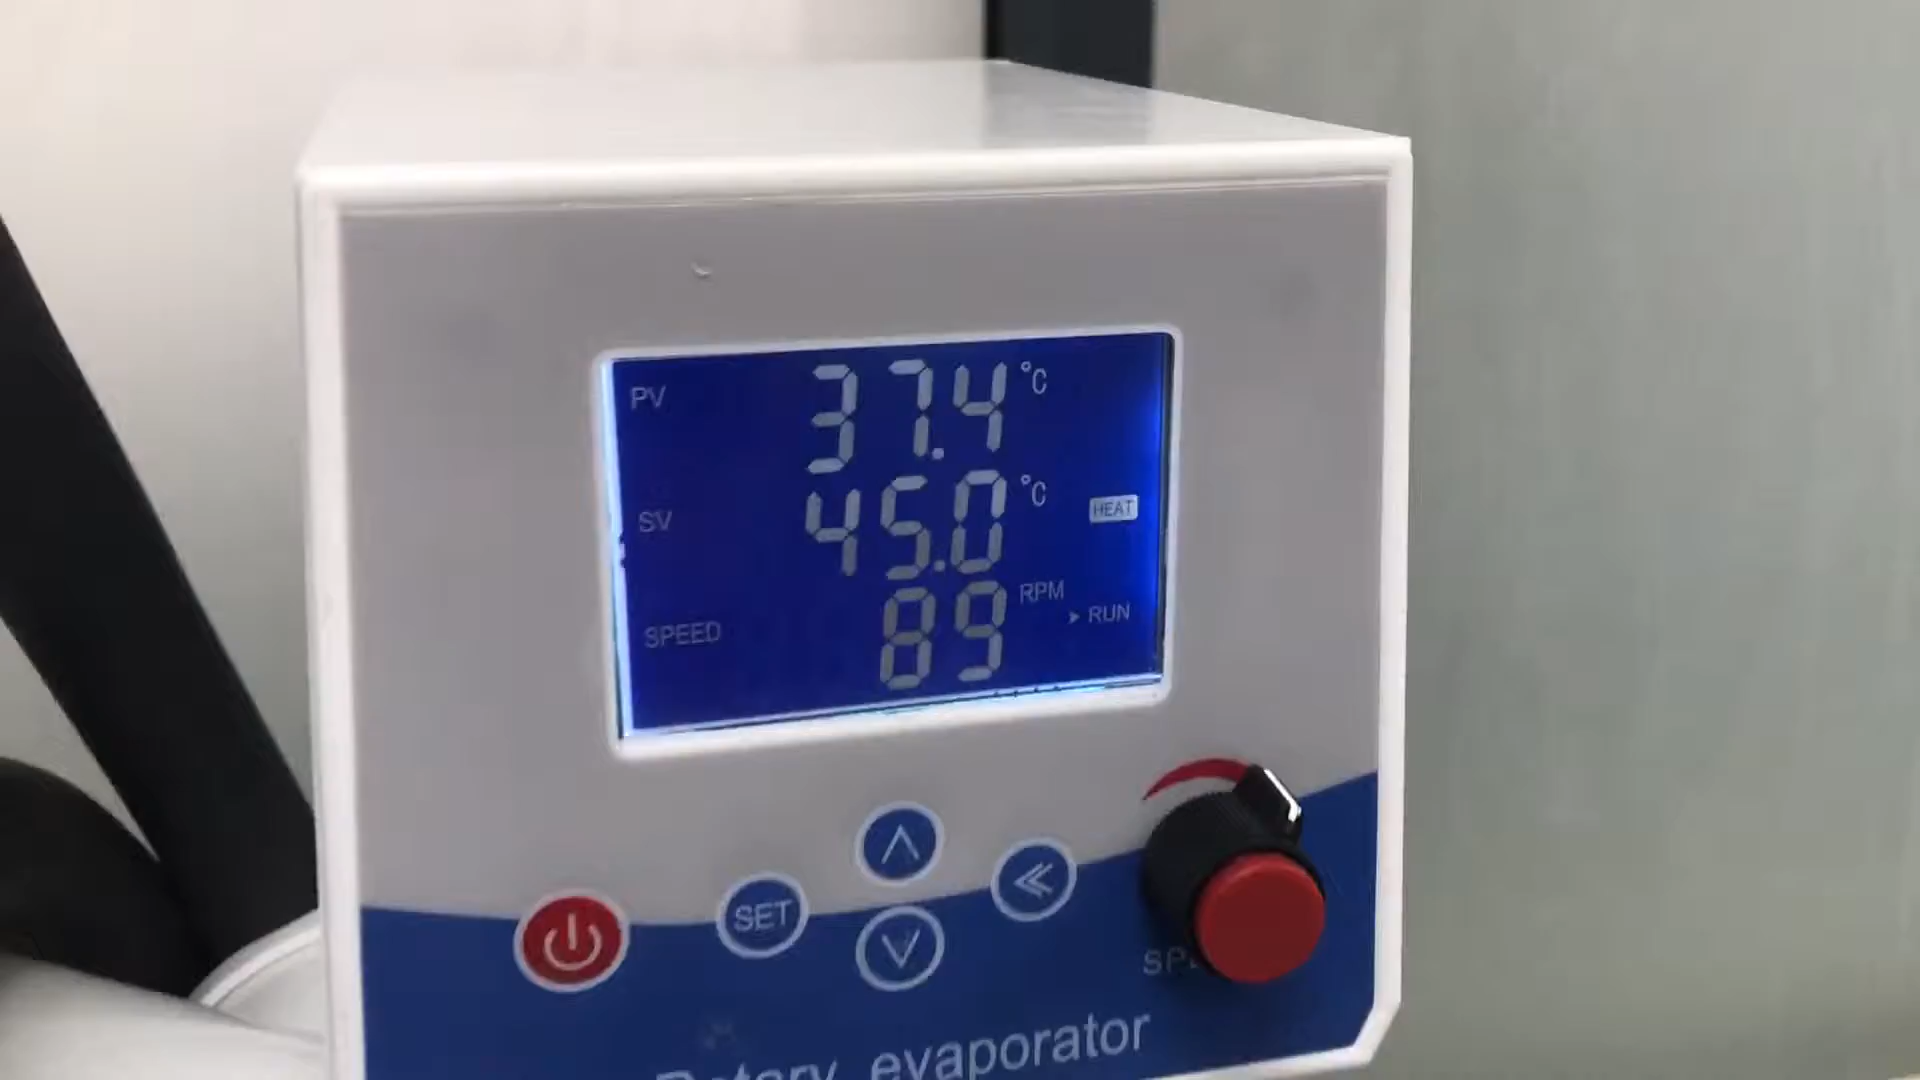 PV 37.4 °C
SV 45.0 °C HEAT
SPEED 89 RPM ▸ RUN
SET
Rotary evaporator